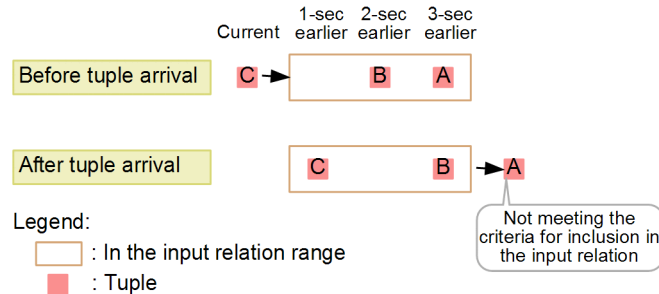 Current
1-sec
earlier
2-sec
earlier
3-sec
earlier
Before tuple arrival
C
B
A
After tuple arrival
C
B
A
Not meeting the
criteria for inclusion in
the input relation
Legend:
: In the input relation range
: Tuple